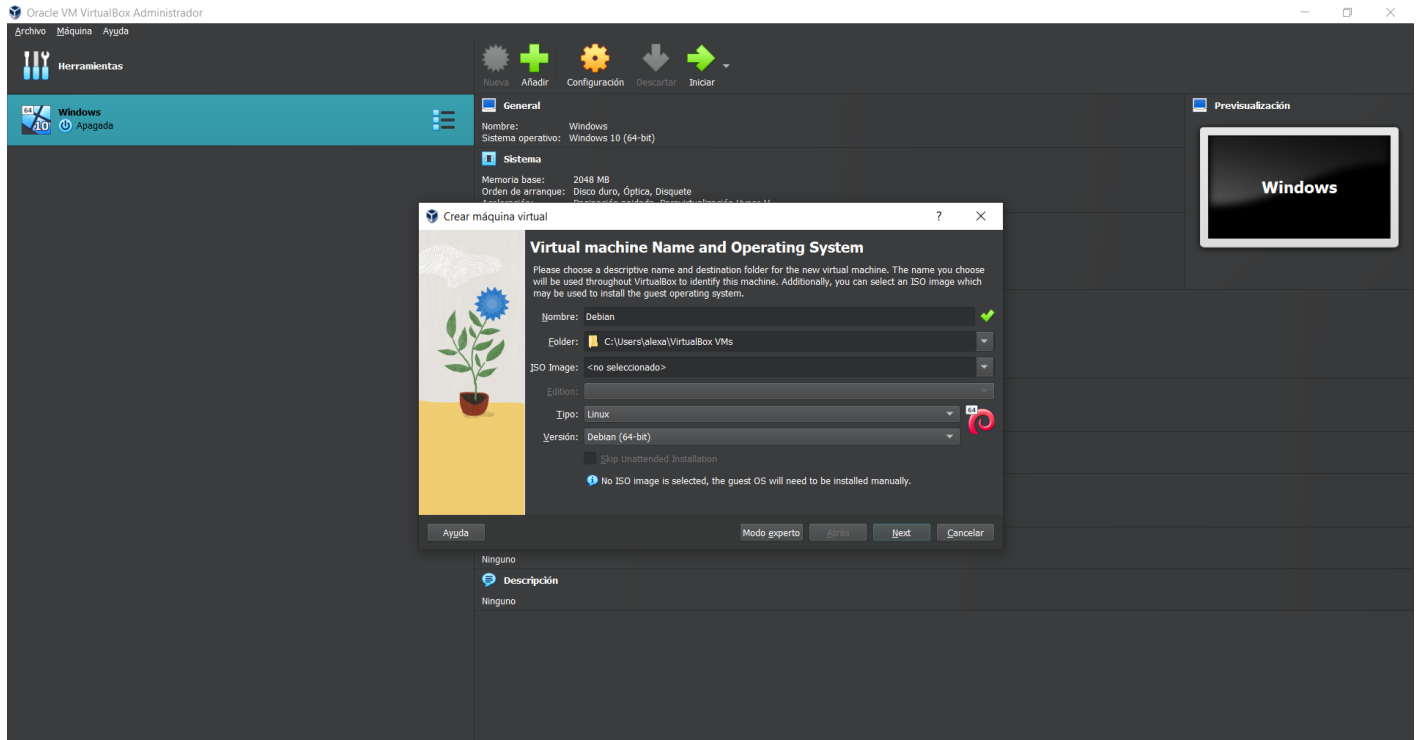 Oracle VM VirtualBox Administrador
Archivo Máquina Ayuda
Herramientas
Nueva Añadir Configuración Descartar Iniciar
64
10
Windows
Apagada
General
Nombre: Windows
Sistema operativo: Windows 10 (64-bit)
Sistema
Memoria base: 2048 MB
Orden de arranque: Disco duro, Óptica, Disquete
Previsualización
Windows
Crear máquina virtual
?
Virtual machine Name and Operating System
Please choose a descriptive name and destination folder for the new virtual machine. The name you choose
will be used throughout VirtualBox to identify this machine. Additionally, you can select an ISO image which
may be used to install the guest operating system.
Nombre: Debian
Folder: C:\Users\alexa\VirtualBox VMs
ISO Image: <no seleccionado>
Edition:
Tipo: Linux
64
Versión: Debian (64-bit)
Skip Unattended Installation
No ISO image is selected, the guest OS will need to be installed manually.
Ayuda Modo experto Atrás Next Cancelar
Ninguno
Descripción
Ninguno